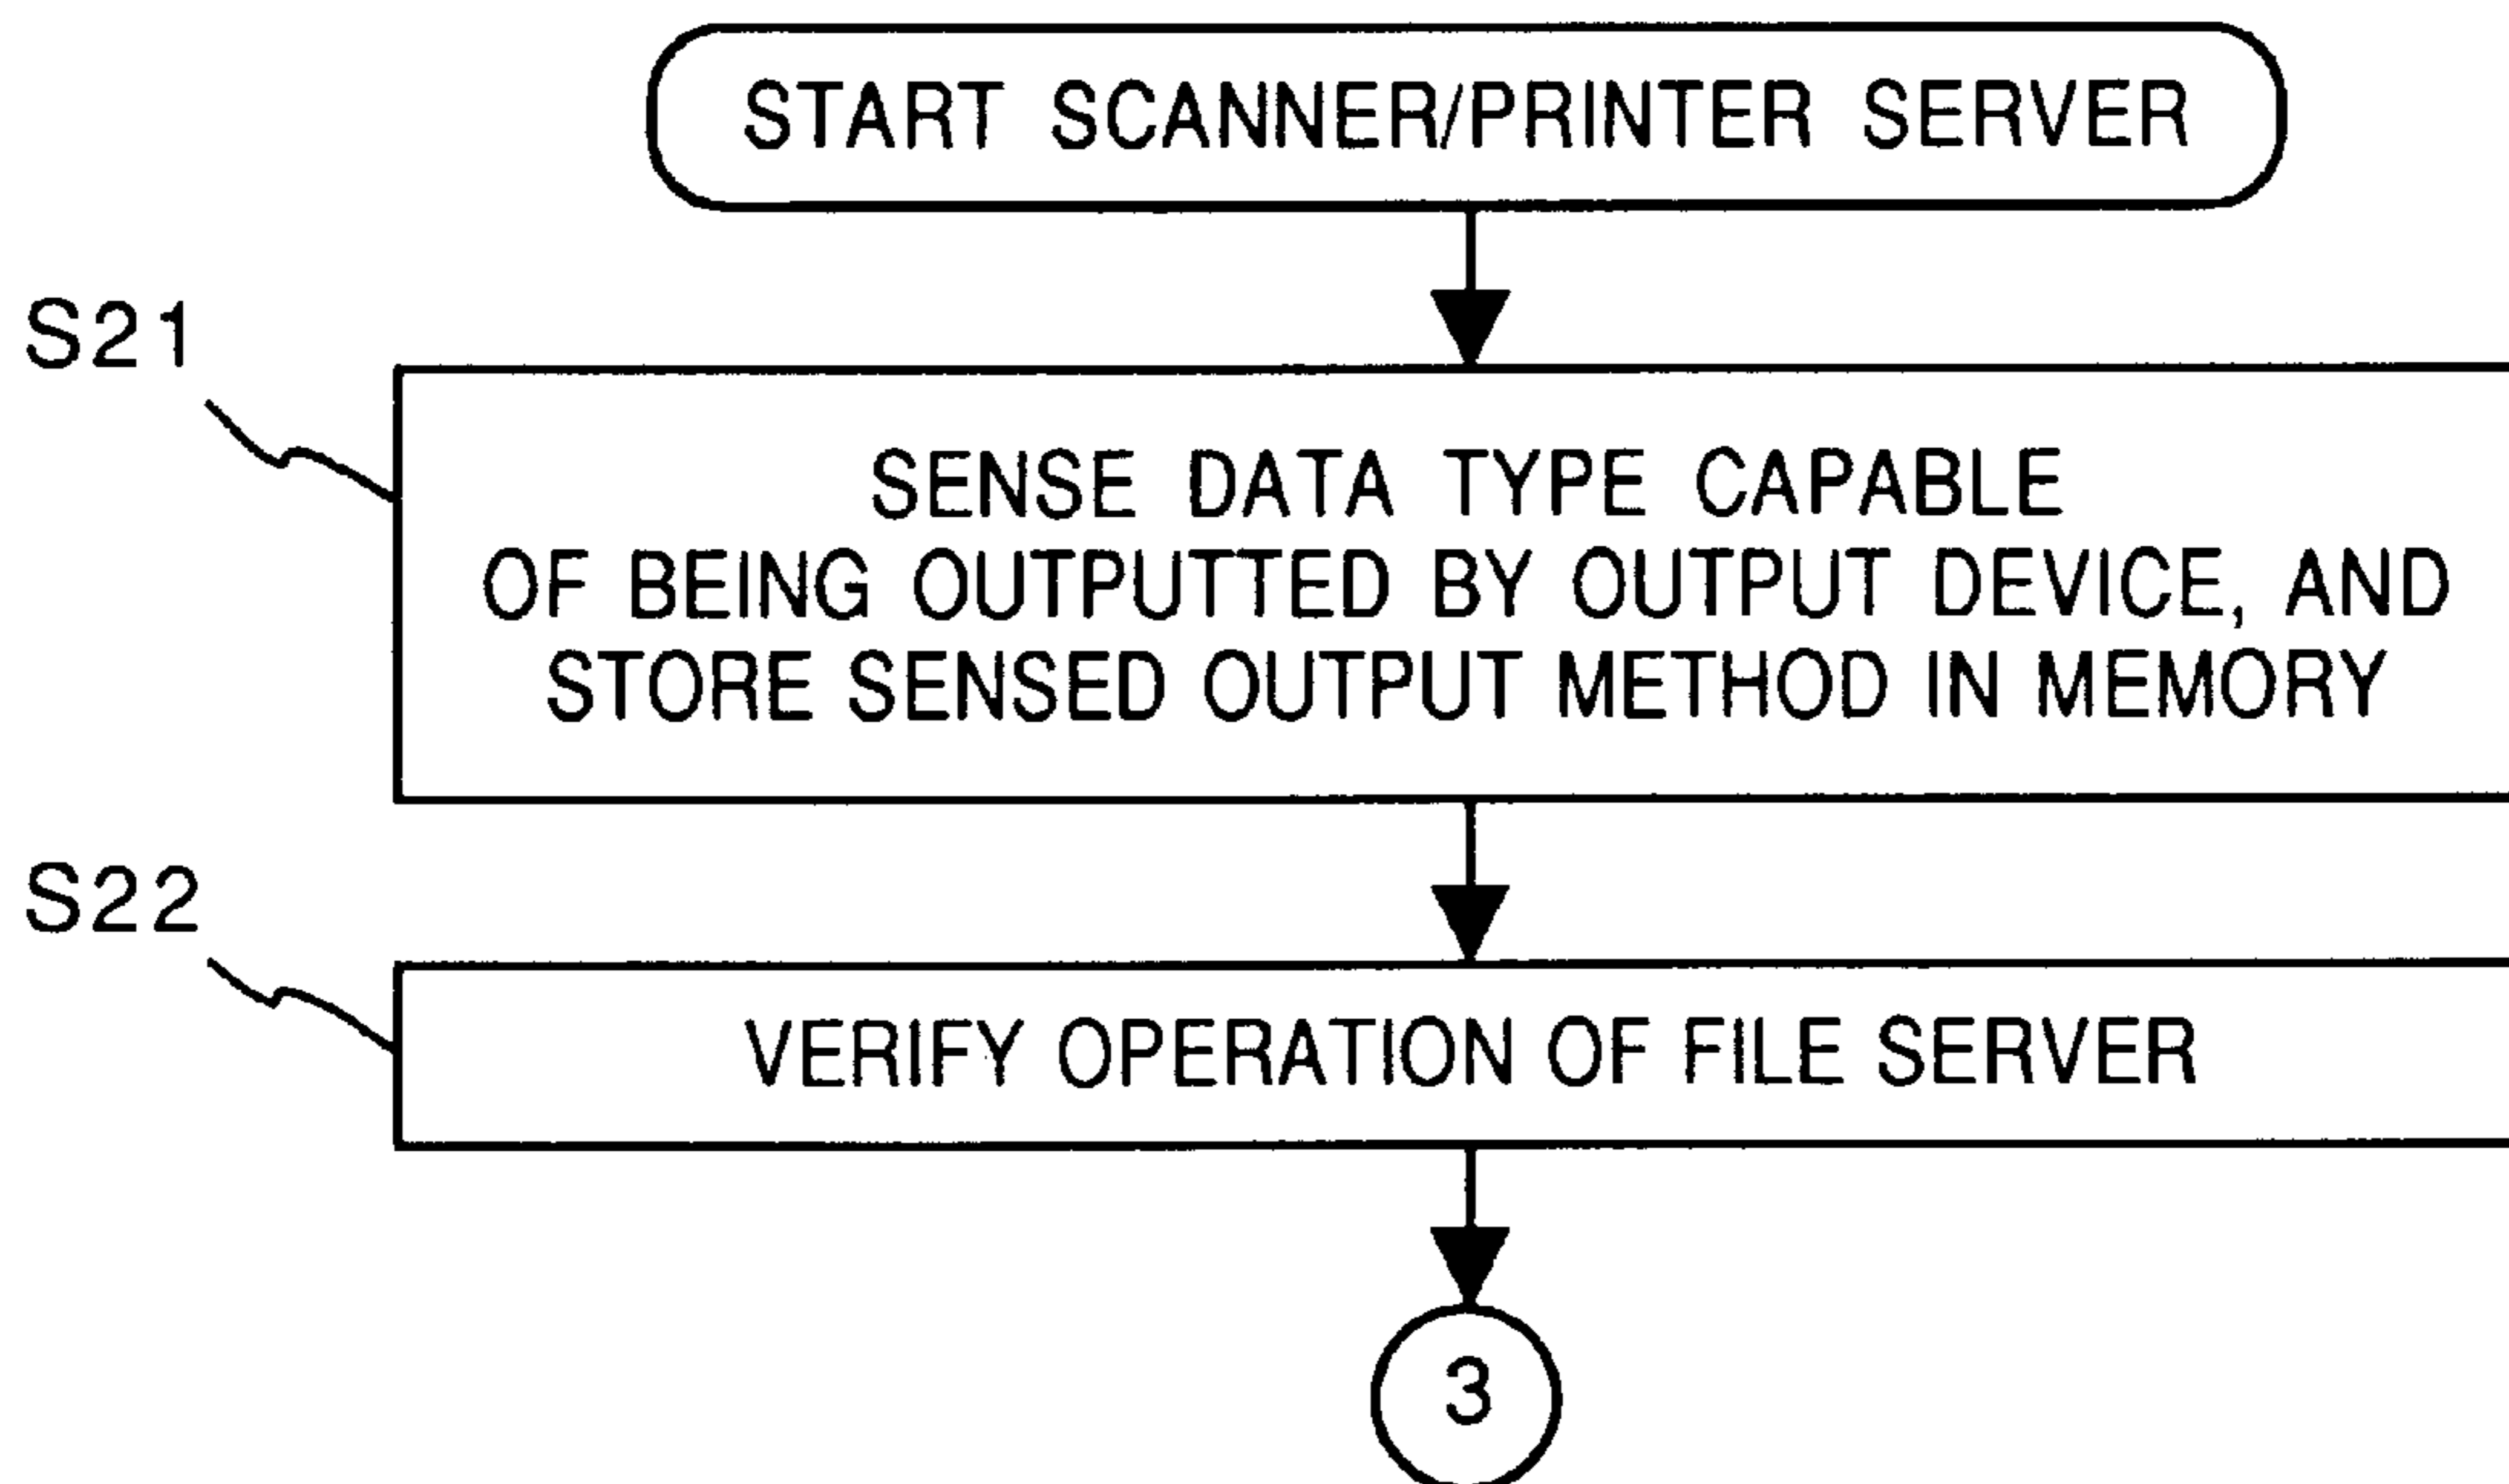 START SCANNER/PRINTER SERVER
S21
SENSE DATA TYPE CAPABLE
OF BEING OUTPUTTED BY OUTPUT DEVICE, AND
STORE SENSED OUTPUT METHOD IN MEMORY
S22
VERIFY OPERATION OF FILE SERVER
3